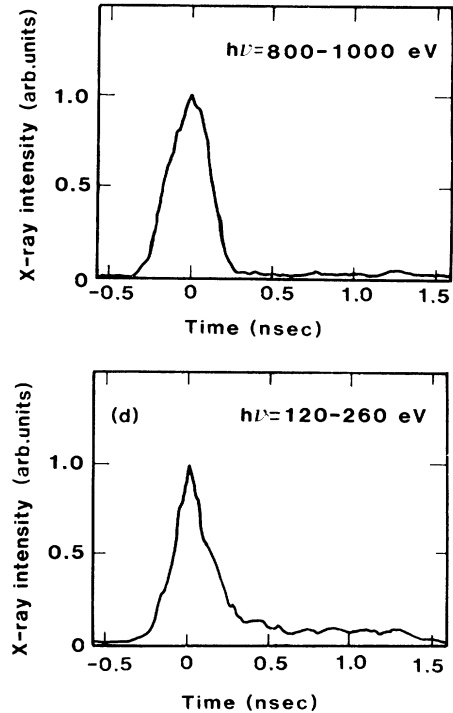 hν=800-1000 eV
X-ray intensity (arb.units)
1.0
0.5
0
-0.5 0 0.5 1.0 1.5
Time (nsec)
(d) hν=120-260 eV
X-ray intensity (arb.units)
1.0
0.5
0
-0.5 0 0.5 1.0 1.5
Time (nsec)